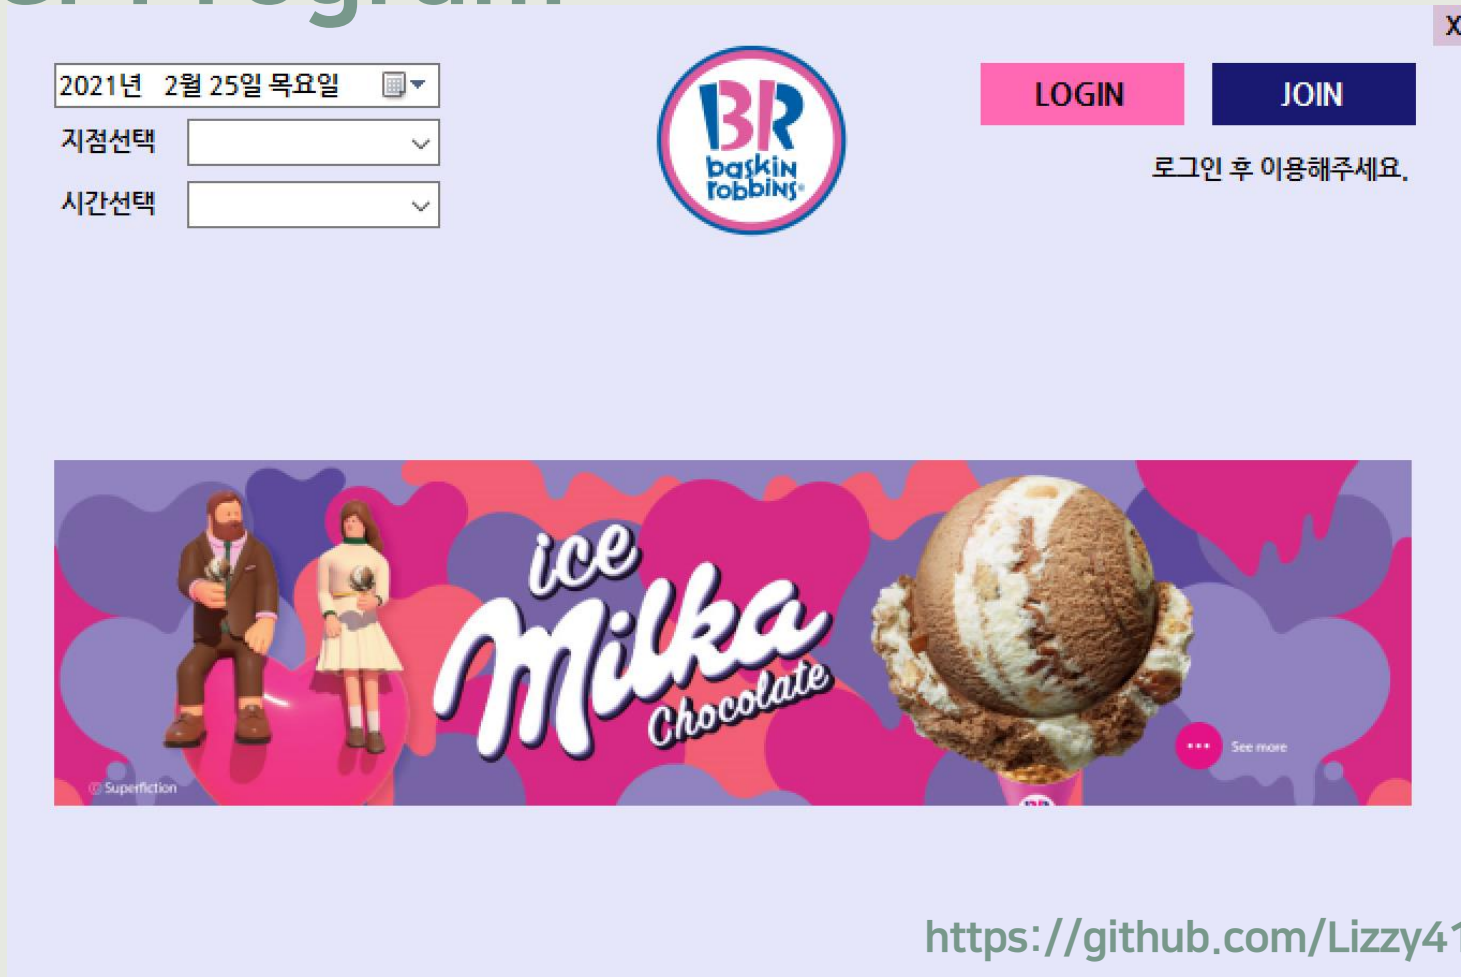 Program
X
2021년 2월 25일 목요일
LOGIN
JOIN
지점선택
로그인 후 이용해주세요.
시간선택
BR
baskin
robbins®
ice
Milka
Chocolate
See more
© Superfiction
BR
https://github.com/Lizzy41